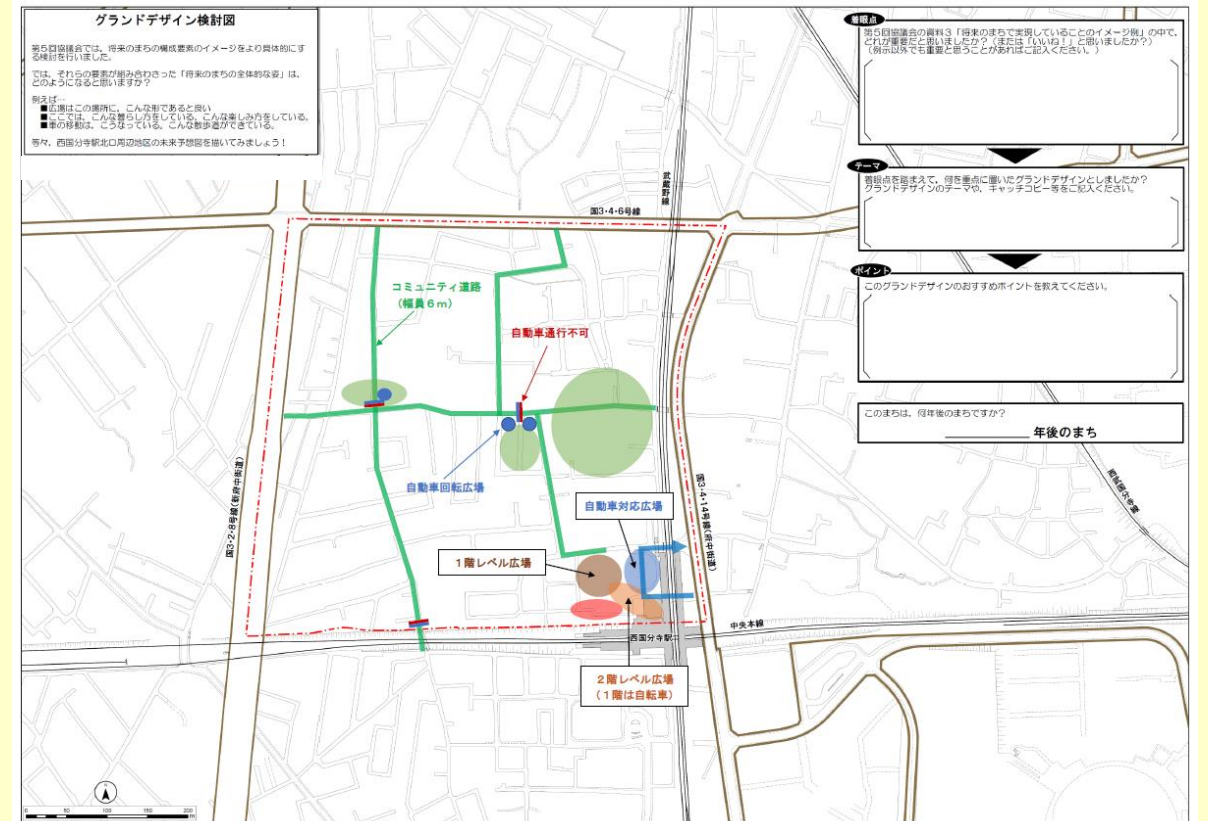 グランドデザイン検討図
第5回協議会では、将来のまちの構成要素のイメージをより具体的にす
る検討を行いました。
では、それらの要素が組み合わさった「将来のまちの全体的な姿」は、
どのようになると思いますか？
例えば…
■広場はこの場所に、こんな形であると良い
■ここでは、こんな暮らし方をしている、こんな楽しみ方をしている。
■車の移動は、こうなっている。こんな散歩道ができている。
等々、西国分寺駅北口周辺地区の未来予想図を描いてみましょう！
着眼点
第5回協議会の資料3「将来のまちで実現していることのイメージ例」の中で、
どれが重要だと思いましたか？（または「いいね！」と思いましたか？）
（例示以外でも重要と思うことがあればご記入ください。）
テーマ
着眼点を踏まえて、何を重点に置いたグランドデザインとしましたか？
グランドデザインのテーマや、キャッチコピー等をご記入ください。
ポイント
このグランドデザインのおすすめポイントを教えてください。
このまちは、何年後のまちですか？
年後のまち
武蔵野線
国3・4・6号線
コミュニティ道路
（幅員6m）
自動車通行不可
自動車回転広場
自動車対応広場
1階レベル広場
2階レベル広場
（1階は自転車）
国3・2・8号線(新府中街道)
国3・4・14号線(府中街道)
西武国分寺線
中央本線
西国分寺駅
0 50 100 150 200